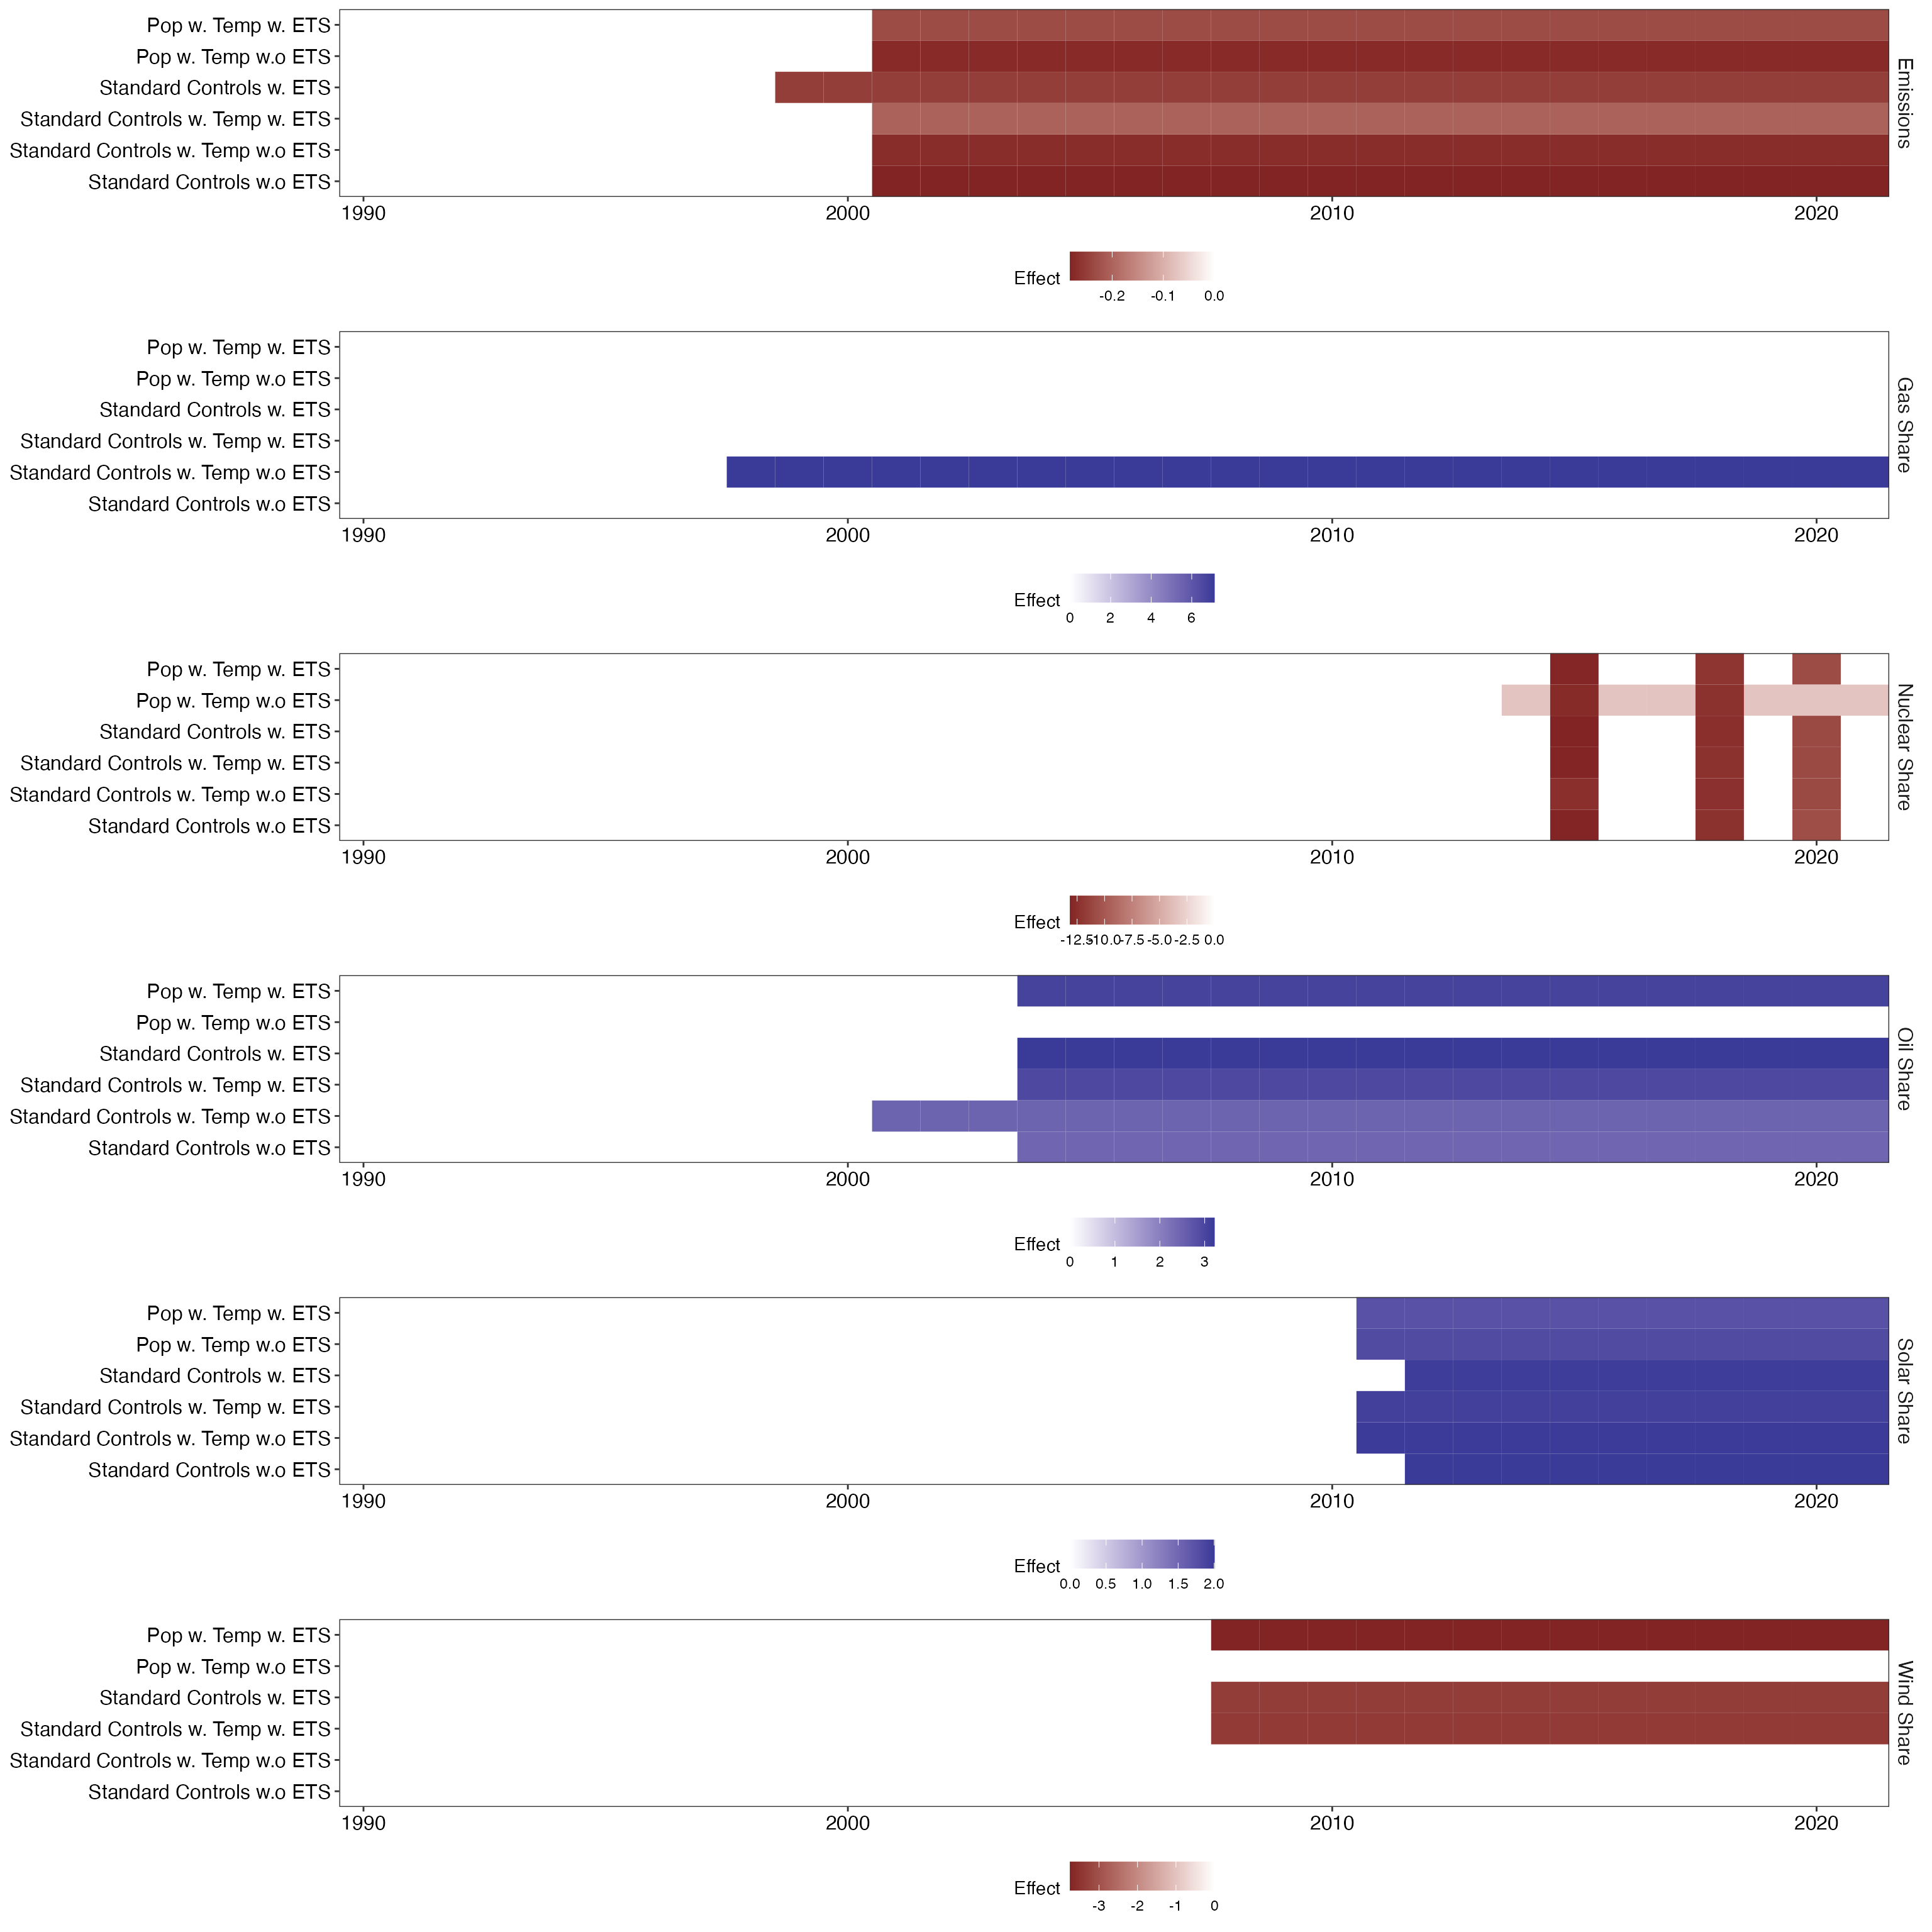 Pop w. Temp w. ETS
Pop w. Temp w.o ETS
Standard Controls w. ETS
Standard Controls w. Temp w. ETS
Standard Controls w. Temp w.o ETS
Standard Controls w.o ETS
Emissions
1990 2000 2010 2020
Effect
-0.2 -0.1 0.0
Pop w. Temp w. ETS
Pop w. Temp w.o ETS
Standard Controls w. ETS
Standard Controls w. Temp w. ETS
Standard Controls w. Temp w.o ETS
Standard Controls w.o ETS
Gas Share
1990 2000 2010 2020
Effect
0 2 4 6
Pop w. Temp w. ETS
Pop w. Temp w.o ETS
Standard Controls w. ETS
Standard Controls w. Temp w. ETS
Standard Controls w. Temp w.o ETS
Standard Controls w.o ETS
Nuclear Share
1990 2000 2010 2020
Effect
-12.5 -10.0 -7.5 -5.0 -2.5 0.0
Pop w. Temp w. ETS
Pop w. Temp w.o ETS
Standard Controls w. ETS
Standard Controls w. Temp w. ETS
Standard Controls w. Temp w.o ETS
Standard Controls w.o ETS
Oil Share
1990 2000 2010 2020
Effect
0 1 2 3
Pop w. Temp w. ETS
Pop w. Temp w.o ETS
Standard Controls w. ETS
Standard Controls w. Temp w. ETS
Standard Controls w. Temp w.o ETS
Standard Controls w.o ETS
Solar Share
1990 2000 2010 2020
Effect
0.0 0.5 1.0 1.5 2.0
Pop w. Temp w. ETS
Pop w. Temp w.o ETS
Standard Controls w. ETS
Standard Controls w. Temp w. ETS
Standard Controls w. Temp w.o ETS
Standard Controls w.o ETS
Wind Share
1990 2000 2010 2020
Effect
-3 -2 -1 0